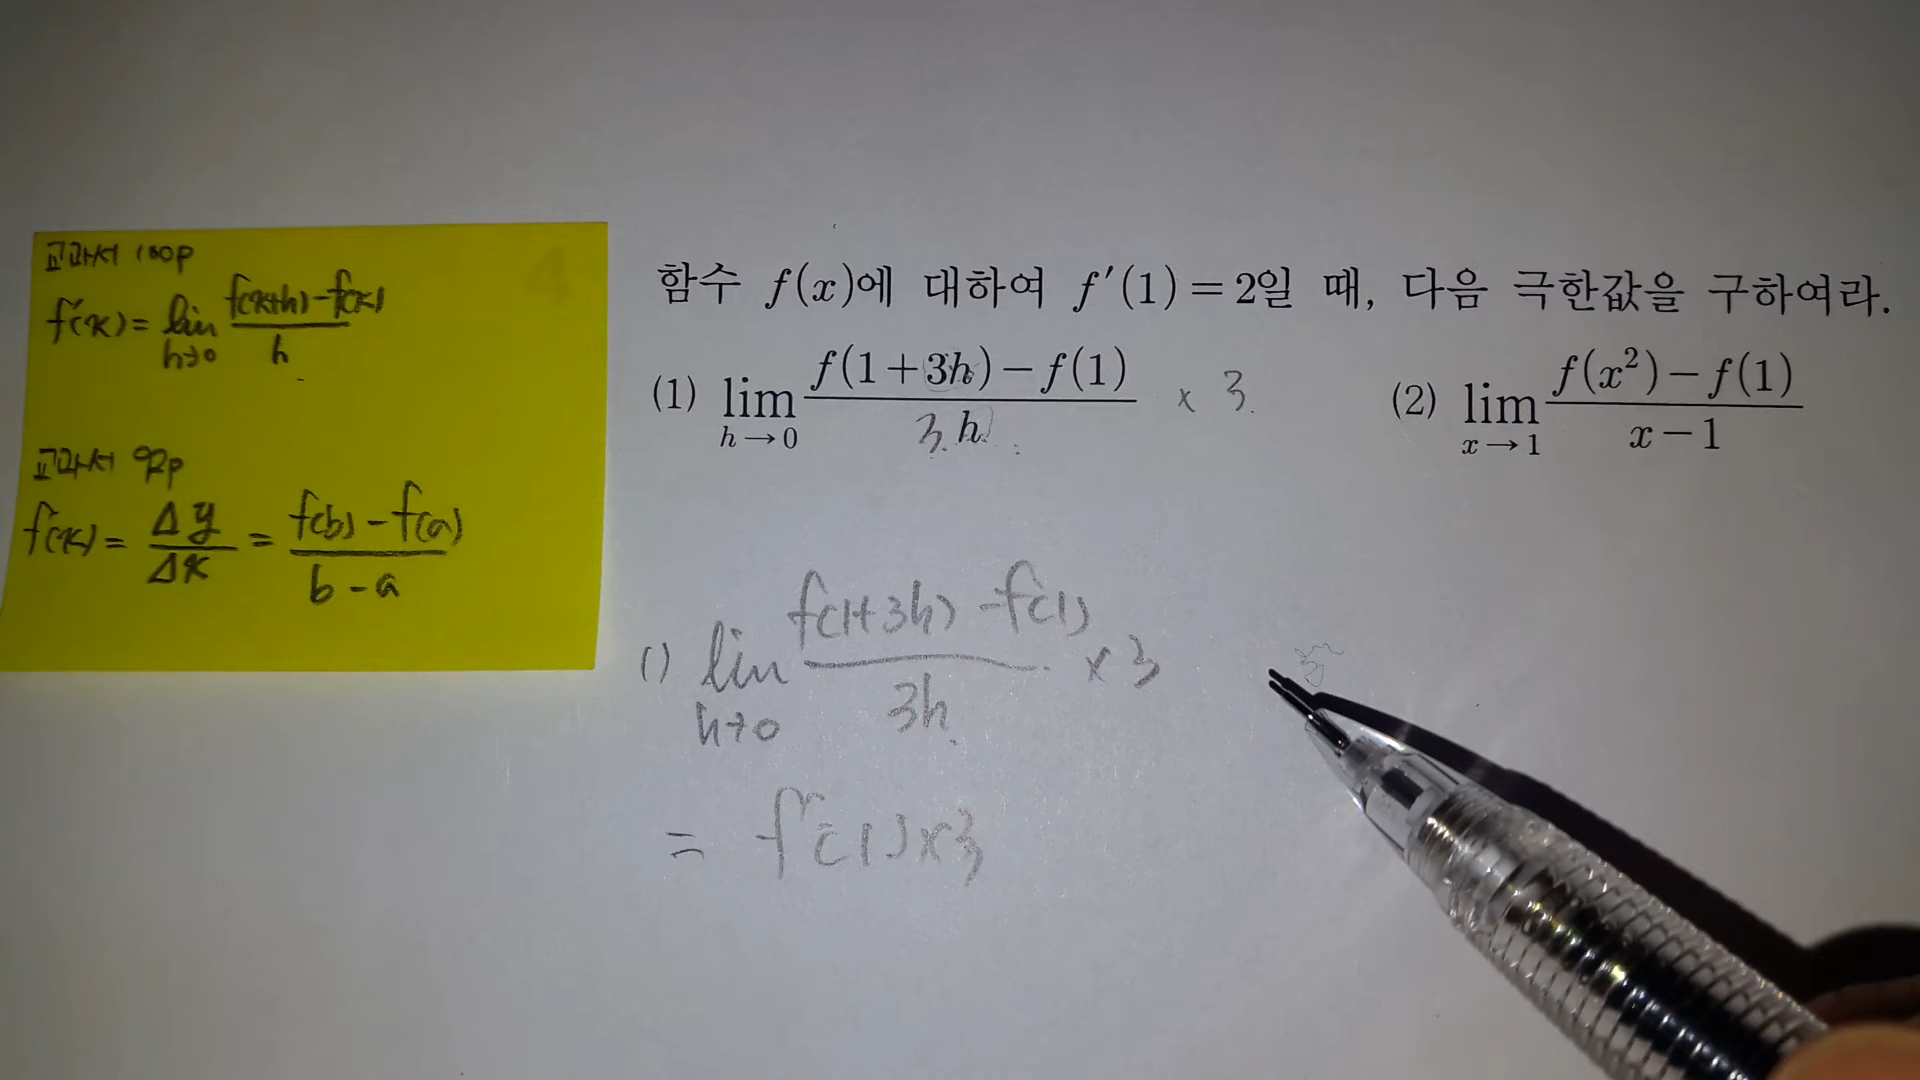 교과서 100p
f'(x) = lim h→0 f(x+h) - f(x) / h
교과서 92p
f'(x) = Δy / Δx = f(b) - f(a) / b - a
함수 f(x)에 대하여 f′(1)=2일 때, 다음 극한값을 구하여라.
(1) lim h→0 f(1+3h)-f(1) / 3h × 3
(2) lim x→1 f(x²)-f(1) / x-1
1) lim h→0 f(1+3h) - f(1) / 3h × 3
= f'(1) × 3